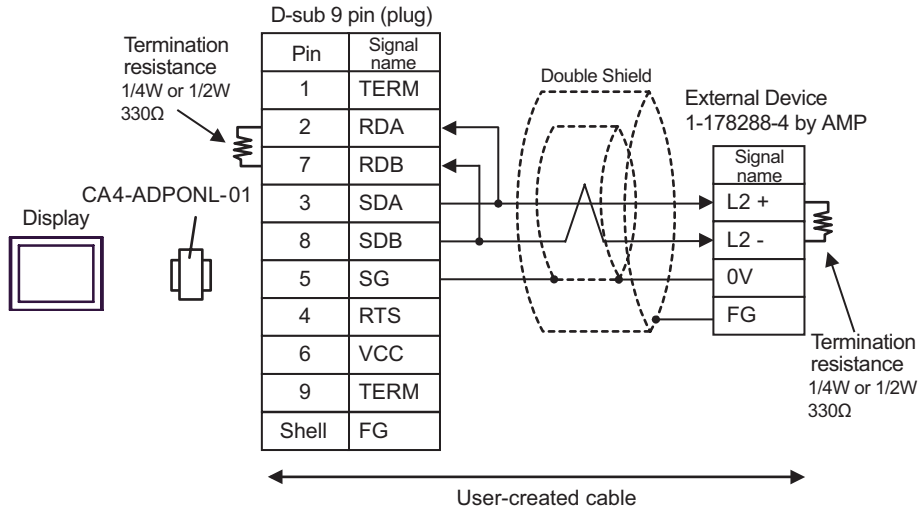 D-sub 9 pin (plug)
Termination
resistance
1/4W or 1/2W
330Ω
Pin
Signal
name
1
TERM
2
RDA
7
RDB
3
SDA
8
SDB
5
SG
4
RTS
6
VCC
9
TERM
Shell
FG
CA4-ADPONL-01
Display
Double Shield
External Device
1-178288-4 by AMP
Signal
name
L2 +
L2 -
0V
FG
Termination
resistance
1/4W or 1/2W
330Ω
User-created cable